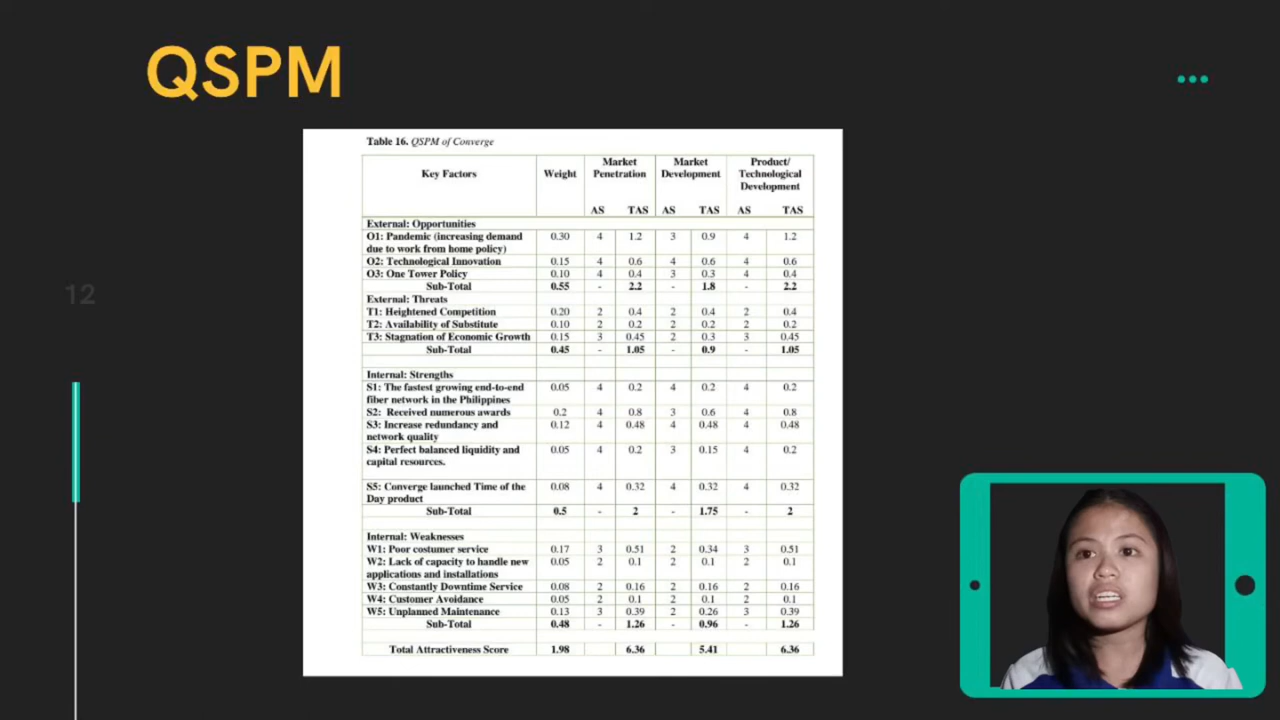 QSPM
12
Table 16. QSPM of Converge
Key Factors Weight Market Penetration Market Development Product/ Technological Development
AS TAS AS TAS AS TAS
External: Opportunities
O1: Pandemic (increasing demand due to work from home policy) 0.30 4 1.2 3 0.9 4 1.2
O2: Technological Innovation 0.15 4 0.6 4 0.6 4 0.6
O3: One Tower Policy 0.10 4 0.4 3 0.3 4 0.4
Sub-Total 0.55 - 2.2 - 1.8 - 2.2
External: Threats
T1: Heightened Competition 0.20 2 0.4 2 0.4 2 0.4
T2: Availability of Substitute 0.10 2 0.2 2 0.2 2 0.2
T3: Stagnation of Economic Growth 0.15 3 0.45 2 0.3 3 0.45
Sub-Total 0.45 - 1.05 - 0.9 - 1.05
Internal: Strengths
S1: The fastest growing end-to-end fiber network in the Philippines 0.05 4 0.2 4 0.2 4 0.2
S2: Received numerous awards 0.2 4 0.8 3 0.6 4 0.8
S3: Increase redundancy and network quality 0.12 4 0.48 4 0.48 4 0.48
S4: Perfect balanced liquidity and capital resources. 0.05 4 0.2 3 0.15 4 0.2
S5: Converge launched Time of the Day product 0.08 4 0.32 4 0.32 4 0.32
Sub-Total 0.5 - 2 - 1.75 - 2
Internal: Weaknesses
W1: Poor costumer service 0.17 3 0.51 2 0.34 3 0.51
W2: Lack of capacity to handle new applications and installations 0.05 2 0.1 2 0.1 2 0.1
W3: Constantly Downtime Service 0.08 2 0.16 2 0.16 2 0.16
W4: Customer Avoidance 0.05 2 0.1 2 0.1 2 0.1
W5: Unplanned Maintenance 0.13 3 0.39 2 0.26 3 0.39
Sub-Total 0.48 - 1.26 - 0.96 - 1.26
Total Attractiveness Score 1.98 6.36 5.41 6.36